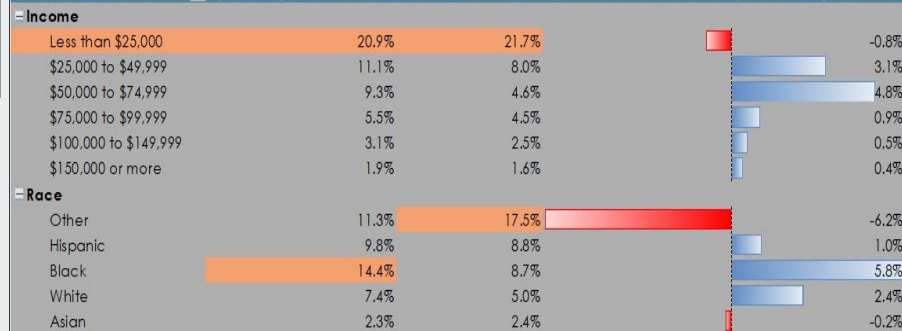 Income
Less than $25,000 20.9% 21.7% -0.8%
$25,000 to $49,999 11.1% 8.0% 3.1%
$50,000 to $74,999 9.3% 4.6% 4.8%
$75,000 to $99,999 5.5% 4.5% 0.9%
$100,000 to $149,999 3.1% 2.5% 0.5%
$150,000 or more 1.9% 1.6% 0.4%
Race
Other 11.3% 17.5% -6.2%
Hispanic 9.8% 8.8% 1.0%
Black 14.4% 8.7% 5.8%
White 7.4% 5.0% 2.4%
Asian 2.3% 2.4% -0.2%